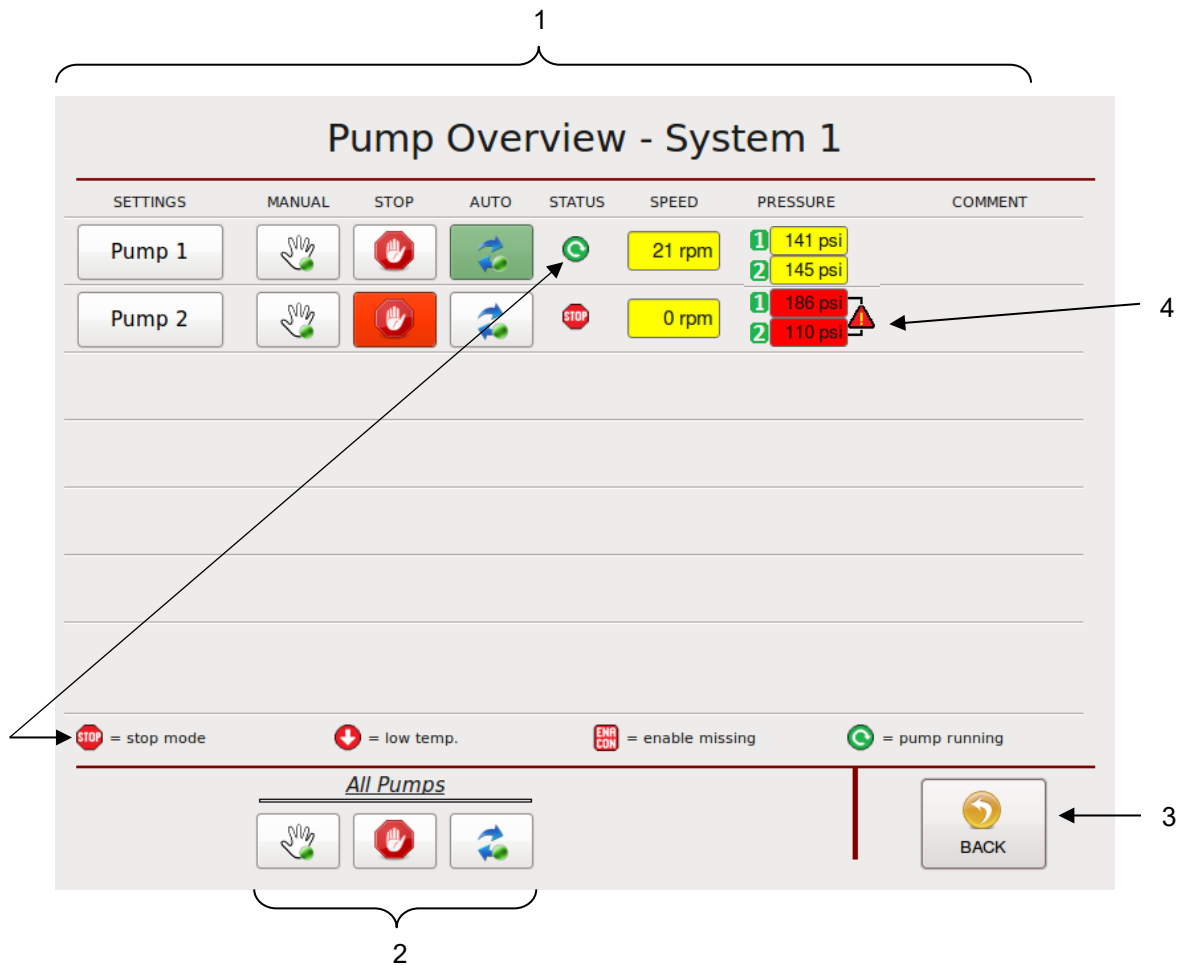 1
Pump Overview - System 1
SETTINGS MANUAL STOP AUTO STATUS SPEED PRESSURE COMMENT
Pump 1 21 rpm 1 141 psi
2 145 psi
Pump 2 STOP 0 rpm 1 186 psi
2 110 psi
4
STOP = stop mode = low temp. ENA CON = enable missing = pump running
All Pumps
BACK
3
2